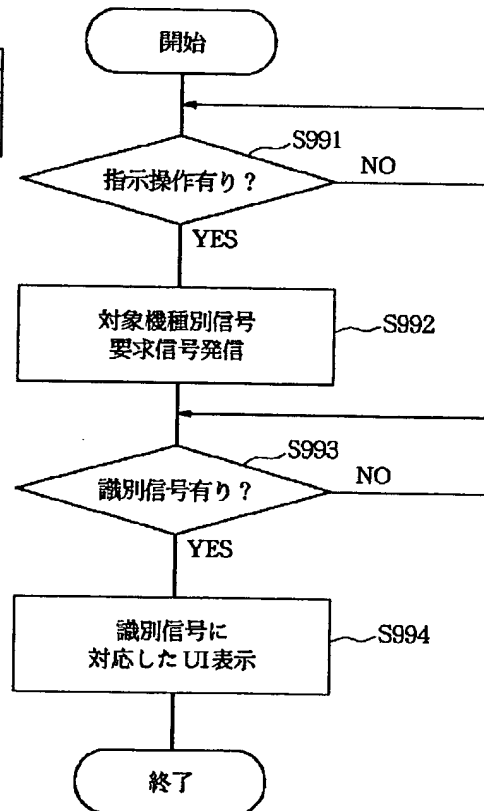 開始
S991
指示操作有り？
NO
YES
対象機種別信号
要求信号発信
S992
S993
識別信号有り？
NO
YES
識別信号に
対応したUI表示
S994
終了